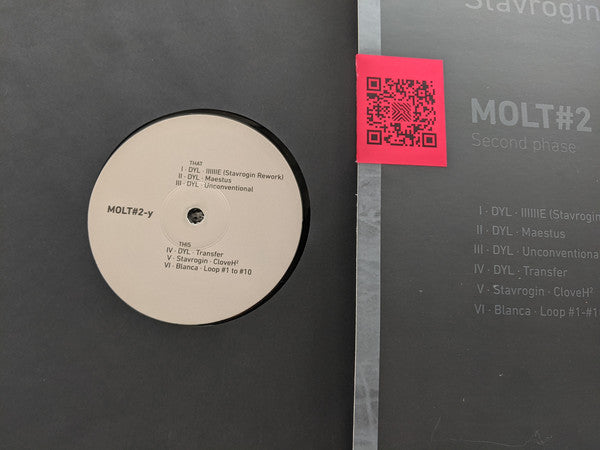 THAT
I · DYL · IIIIIIE (Stavrogin Rework)
II · DYL · Maestus
III · DYL · Unconventional
MOLT#2-y
THIS
IV · DYL · Transfer
V · Stavrogin · CloveH²
VI · Blanca · Loop #1 to #10
Stavrogin
MOLT#2
Second phase
I · DYL · IIIIIIE (Stavrogin
II · DYL · Maestus
III · DYL · Unconventiona
IV · DYL · Transfer
V · Stavrogin · CloveH²
VI · Blanca · Loop #1-#1